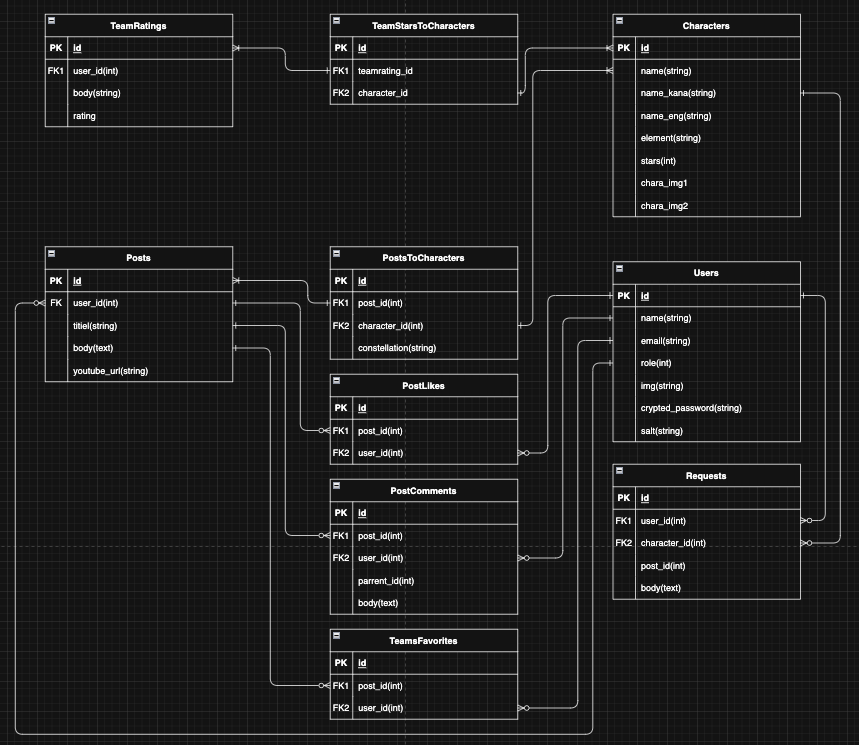 TeamRatings
PK id
FK1 user_id(int)
body(string)
rating
TeamStarsToCharacters
PK id
FK1 teamrating_id
FK2 character_id
Characters
PK id
name(string)
name_kana(string)
name_eng(string)
element(string)
stars(int)
chara_img1
chara_img2
Posts
PK id
FK user_id(int)
titiel(string)
body(text)
youtube_url(string)
PostsToCharacters
PK id
FK1 post_id(int)
FK2 character_id(int)
constellation(string)
Users
PK id
name(string)
email(string)
role(int)
img(string)
crypted_password(string)
salt(string)
PostLikes
PK id
FK1 post_id(int)
FK2 user_id(int)
PostComments
PK id
FK1 post_id(int)
FK2 user_id(int)
parrent_id(int)
body(text)
Requests
PK id
FK1 user_id(int)
FK2 character_id(int)
post_id(int)
body(text)
TeamsFavorites
PK id
FK1 post_id(int)
FK2 user_id(int)